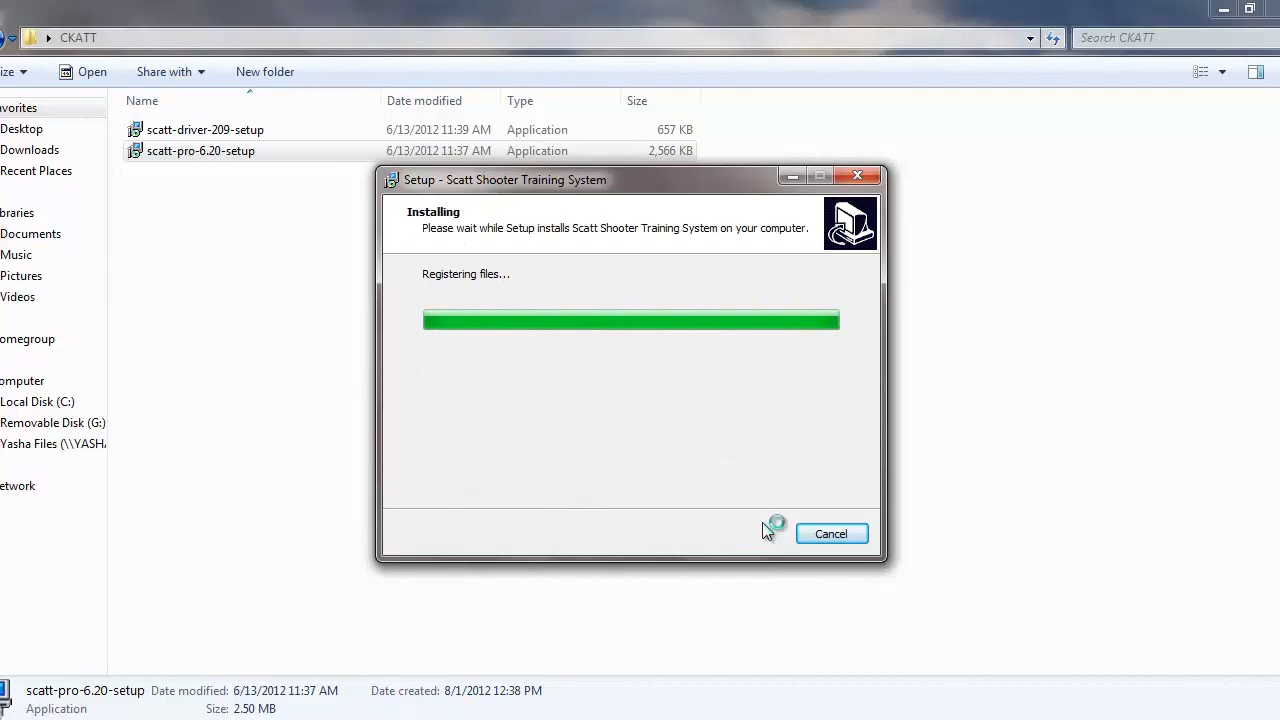 CKATT
Search CKATT
ize
Open
Share with
New folder
avorites
Desktop
Downloads
Recent Places
ibraries
Documents
Music
Pictures
Videos
omegroup
omputer
Local Disk (C:)
Removable Disk (G:)
Yasha Files (\\YASHA
etwork
Name
Date modified
Type
Size
scatt-driver-209-setup
6/13/2012 11:39 AM
Application
657 KB
scatt-pro-6.20-setup
6/13/2012 11:37 AM
Application
2,566 KB
Setup - Scatt Shooter Training System
Installing
Please wait while Setup installs Scatt Shooter Training System on your computer.
Registering files...
Cancel
scatt-pro-6.20-setup
Date modified: 6/13/2012 11:37 AM
Date created: 8/1/2012 12:38 PM
Application
Size: 2.50 MB